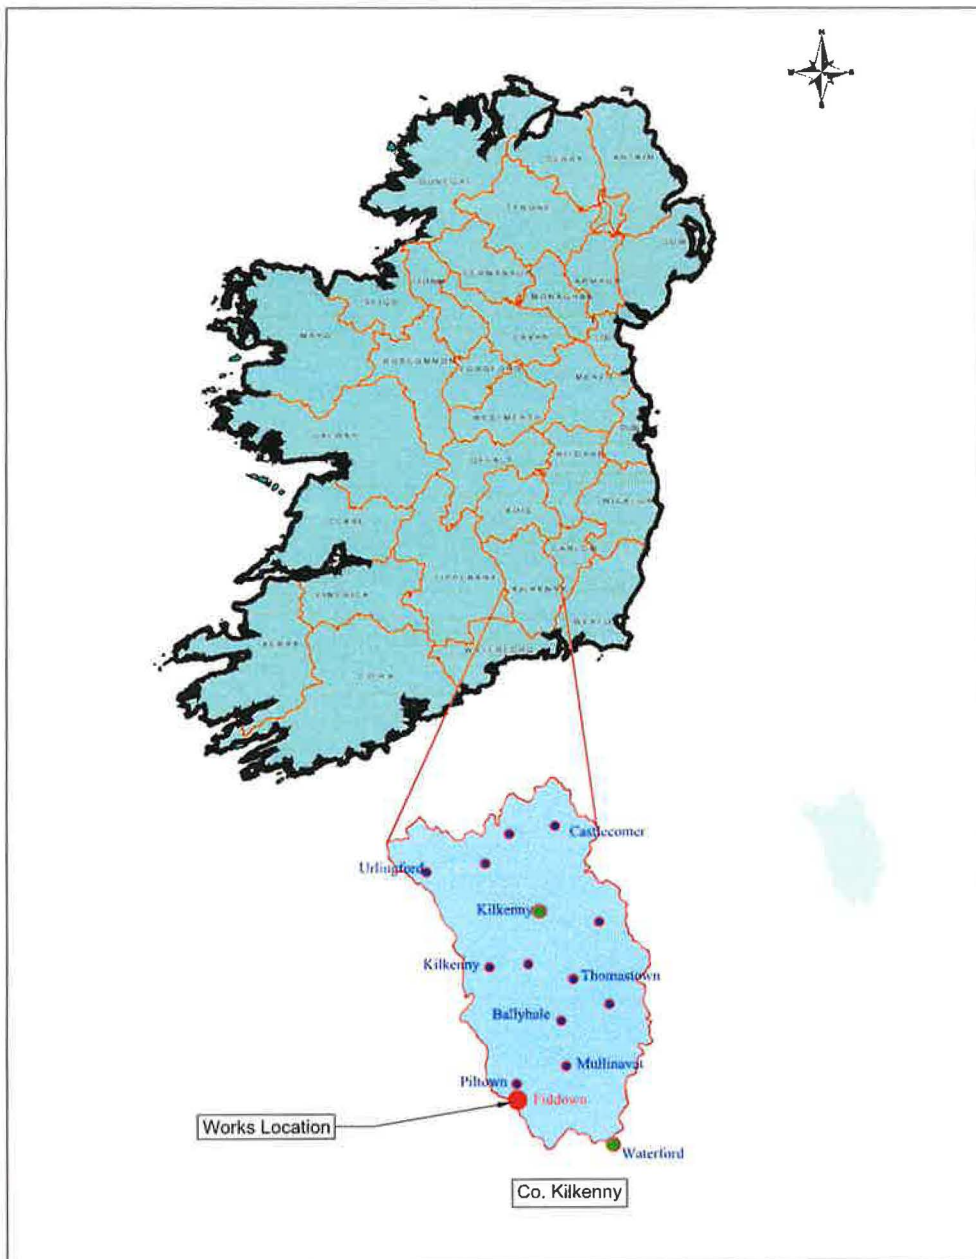 N
DERRY
ANTRIM
DONEGAL
TYRONE
DOWN
FERMANAGH
ARMAGH
MONAGHAN
SLIGO
MAYO
CAVAN
ROSCOMMON
LONGFORD
MEATH
WESTMEATH
GALWAY
OFFALY
KILDARE
WICKLOW
CLARE
CARLOW
TIPPERARY
KILKENNY
LIMERICK
WEXFORD
KERRY
WATERFORD
CORK
Castlecomer
Urlingford
Kilkenny
Kilkenny
Thomastown
Ballyhale
Mullinavat
Piltown
Fiddown
Works Location
Waterford
Co. Kilkenny